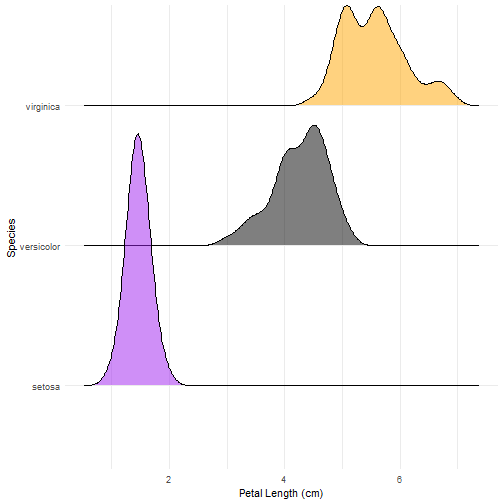 virginica
versicolor
setosa
Species
2 4 6
Petal Length (cm)